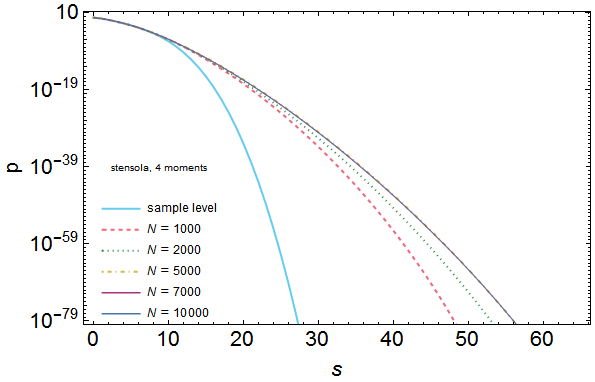 10
10^-19
10^-39
10^-59
10^-79
p
stensola, 4 moments
sample level
N = 1000
N = 2000
N = 5000
N = 7000
N = 10000
0 10 20 30 40 50 60
s